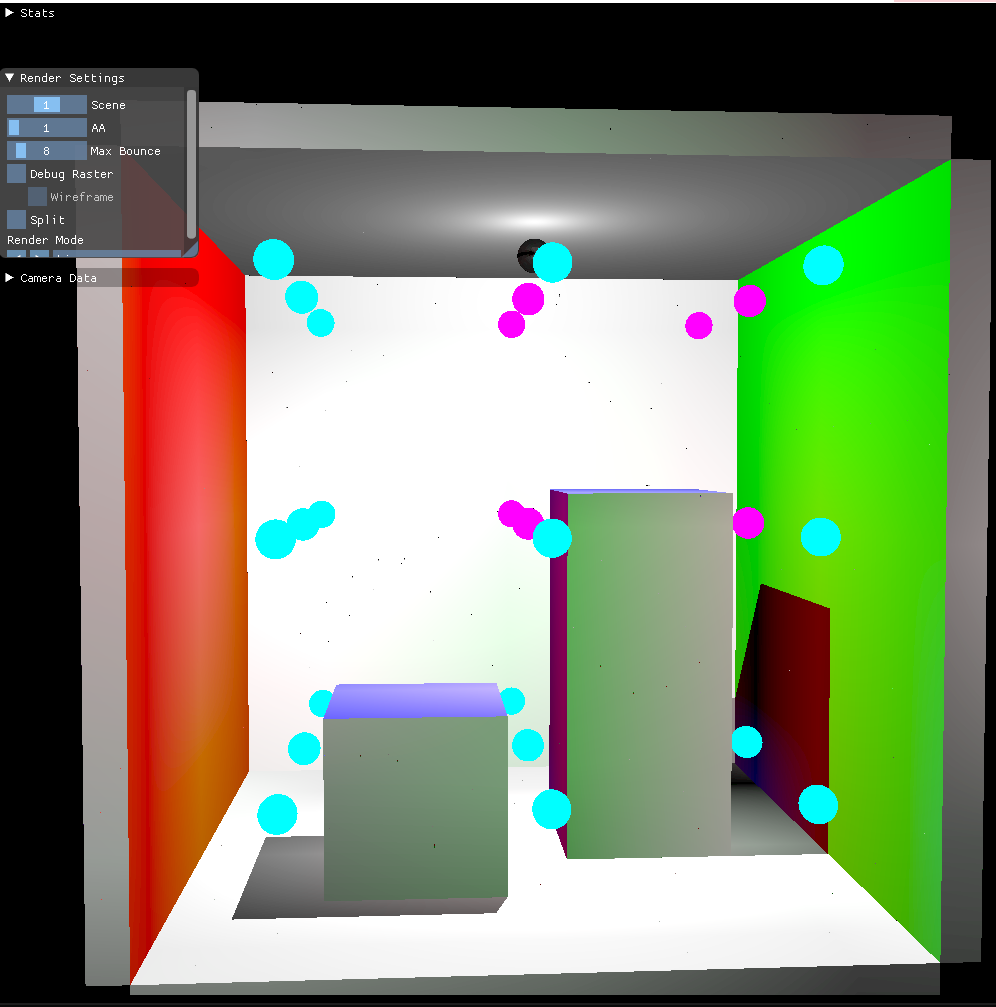 Stats
Render Settings
1 Scene
1 AA
8 Max Bounce
Debug Raster
Wireframe
Split
Render Mode
Camera Data